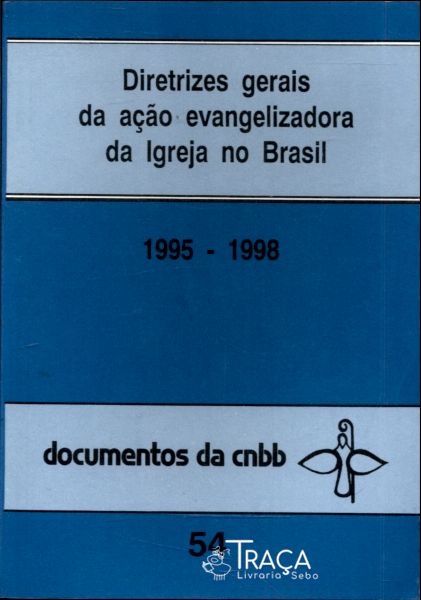 Diretrizes gerais
da ação evangelizadora
da Igreja no Brasil
1995 - 1998
documentos da cnbb
54
TRAÇA
Livraria Sebo